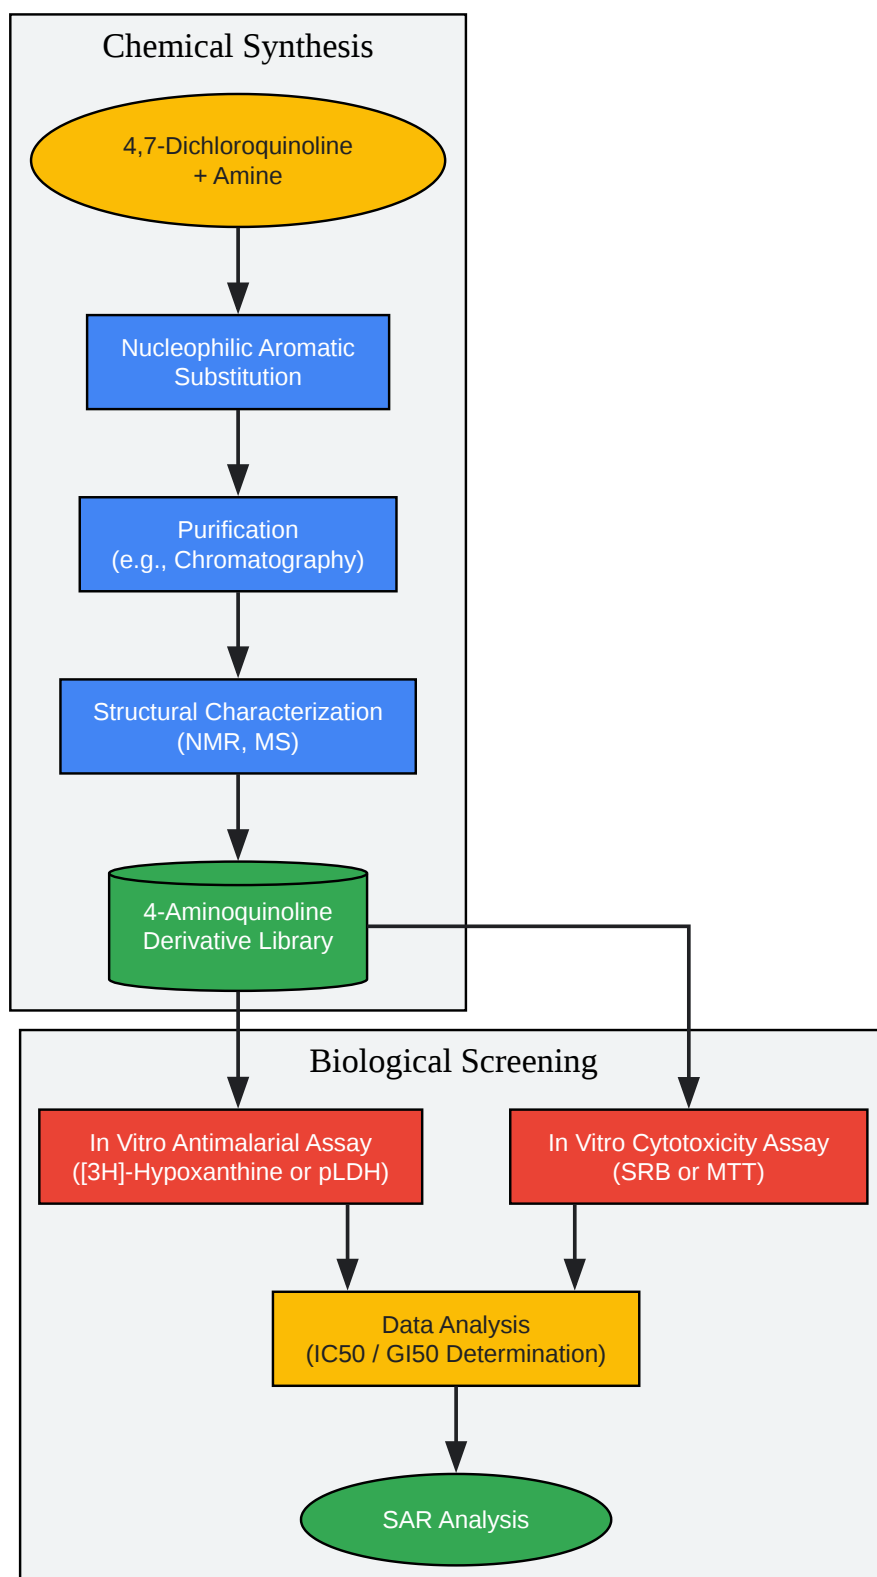 Chemical Synthesis
4,7-Dichloroquinoline
+ Amine
Nucleophilic Aromatic
Substitution
Purification
(e.g., Chromatography)
Structural Characterization
(NMR, MS)
4-Aminoquinoline
Derivative Library
Biological Screening
In Vitro Antimalarial Assay
([3H]-Hypoxanthine or pLDH)
In Vitro Cytotoxicity Assay
(SRB or MTT)
Data Analysis
(IC50 / GI50 Determination)
SAR Analysis